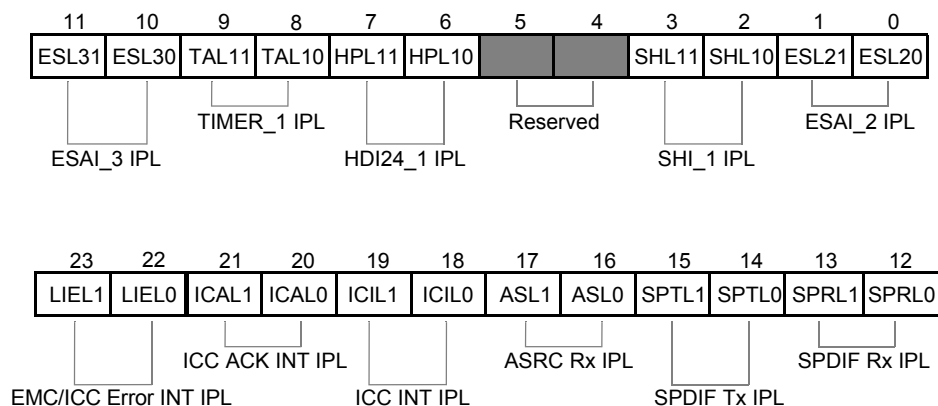 11 10 9 8 7 6 5 4 3 2 1 0
ESL31 ESL30 TAL11 TAL10 HPL11 HPL10 SHL11 SHL10 ESL21 ESL20
TIMER_1 IPL Reserved ESAI_2 IPL
ESAI_3 IPL HDI24_1 IPL SHI_1 IPL
23 22 21 20 19 18 17 16 15 14 13 12
LIEL1 LIEL0 ICAL1 ICAL0 ICIL1 ICIL0 ASL1 ASL0 SPTL1 SPTL0 SPRL1 SPRL0
ICC ACK INT IPL ASRC Rx IPL SPDIF Rx IPL
EMC/ICC Error INT IPL ICC INT IPL SPDIF Tx IPL